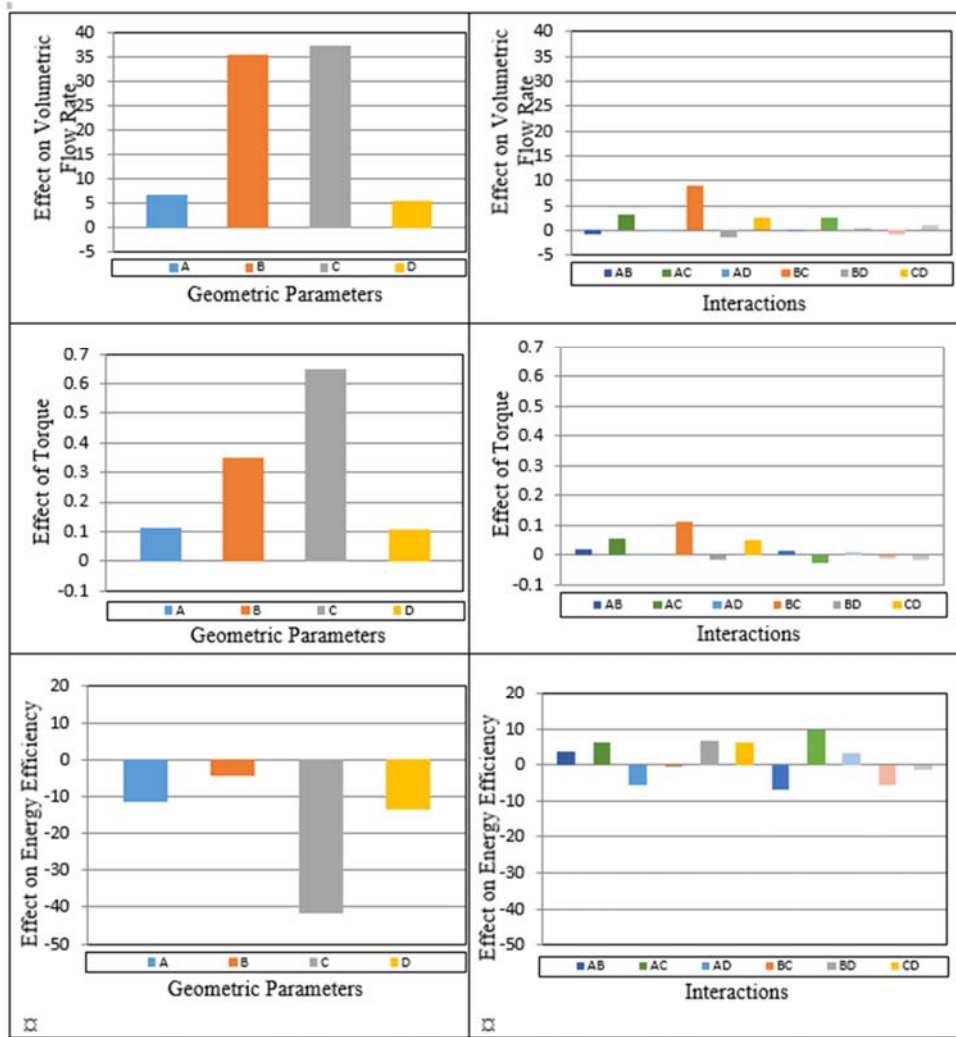 Effect on Volumetric
Flow Rate
40
35
30
25
20
15
10
5
0
-5
A B C D
Geometric Parameters
Effect on Volumetric
Flow Rate
40
35
30
25
20
15
10
5
0
-5
AB AC AD BC BD CD
Interactions
Effect of Torque
0.7
0.6
0.5
0.4
0.3
0.2
0.1
0
-0.1
A B C D
Geometric Parameters
Effect of Torque
0.7
0.6
0.5
0.4
0.3
0.2
0.1
0
-0.1
AB AC AD BC BD CD
Interactions
Effect on Energy Efficiency
20
10
0
-10
-20
-30
-40
-50
A B C D
Geometric Parameters
¤
Effect on Energy Efficiency
20
10
0
-10
-20
-30
-40
-50
AB AC AD BC BD CD
Interactions
¤